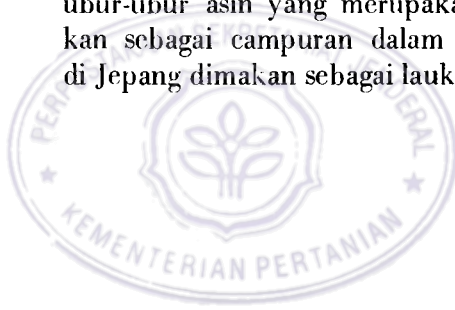 ubur-ubur asin yang merupaka
kan sebagai campuran dalam
di Jepang dimakan sebagai lauk
KEMENTERIAN PERTANIAN